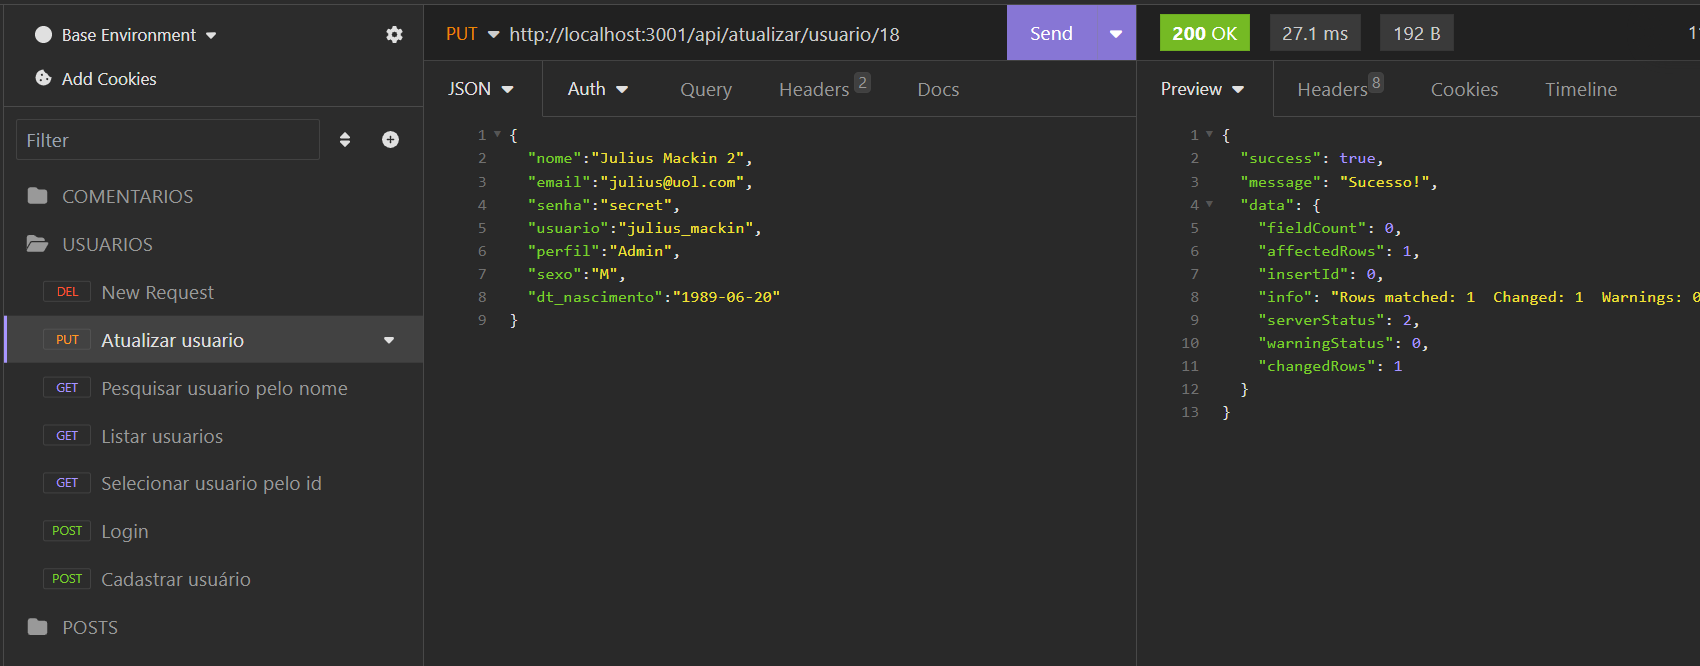 Base Environment
Add Cookies
Filter
COMENTARIOS
USUARIOS
DEL New Request
PUT Atualizar usuario
GET Pesquisar usuario pelo nome
GET Listar usuarios
GET Selecionar usuario pelo id
POST Login
POST Cadastrar usuário
POSTS
PUT http://localhost:3001/api/atualizar/usuario/18 Send
JSON Auth Query Headers 2 Docs
1 {
2 "nome":"Julius Mackin 2",
3 "email":"julius@uol.com",
4 "senha":"secret",
5 "usuario":"julius_mackin",
6 "perfil":"Admin",
7 "sexo":"M",
8 "dt_nascimento":"1989-06-20"
9 }
200 OK 27.1 ms 192 B
Preview Headers 8 Cookies Timeline
1 {
2 "success": true,
3 "message": "Sucesso!",
4 "data": {
5 "fieldCount": 0,
6 "affectedRows": 1,
7 "insertId": 0,
8 "info": "Rows matched: 1 Changed: 1 Warnings: 0
9 "serverStatus": 2,
10 "warningStatus": 0,
11 "changedRows": 1
12 }
13 }